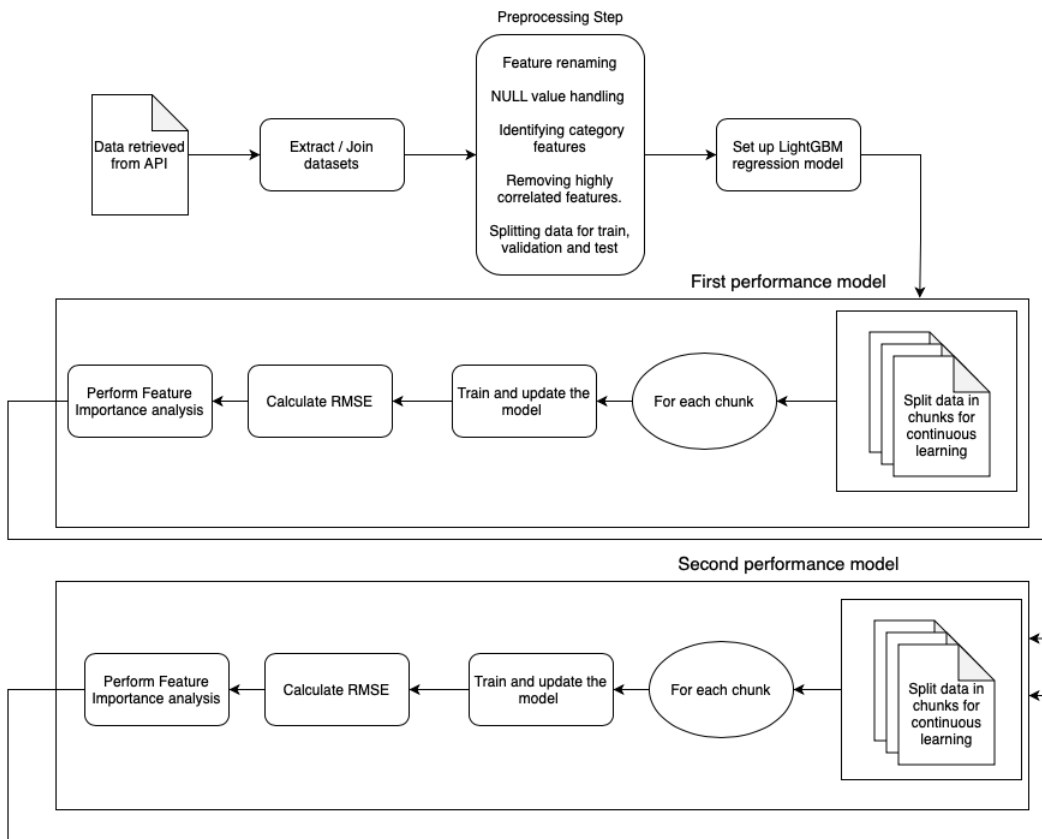 Preprocessing Step
Data retrieved
from API
Extract / Join
datasets
Feature renaming
NULL value handling
Identifying category
features
Removing highly
correlated features.
Splitting data for train,
validation and test
Set up LightGBM
regression model
First performance model
Perform Feature
Importance analysis
Calculate RMSE
Train and update the
model
For each chunk
Split data in
chunks for
continuous
learning
Second performance model
Perform Feature
Importance analysis
Calculate RMSE
Train and update the
model
For each chunk
Split data in
chunks for
continuous
learning